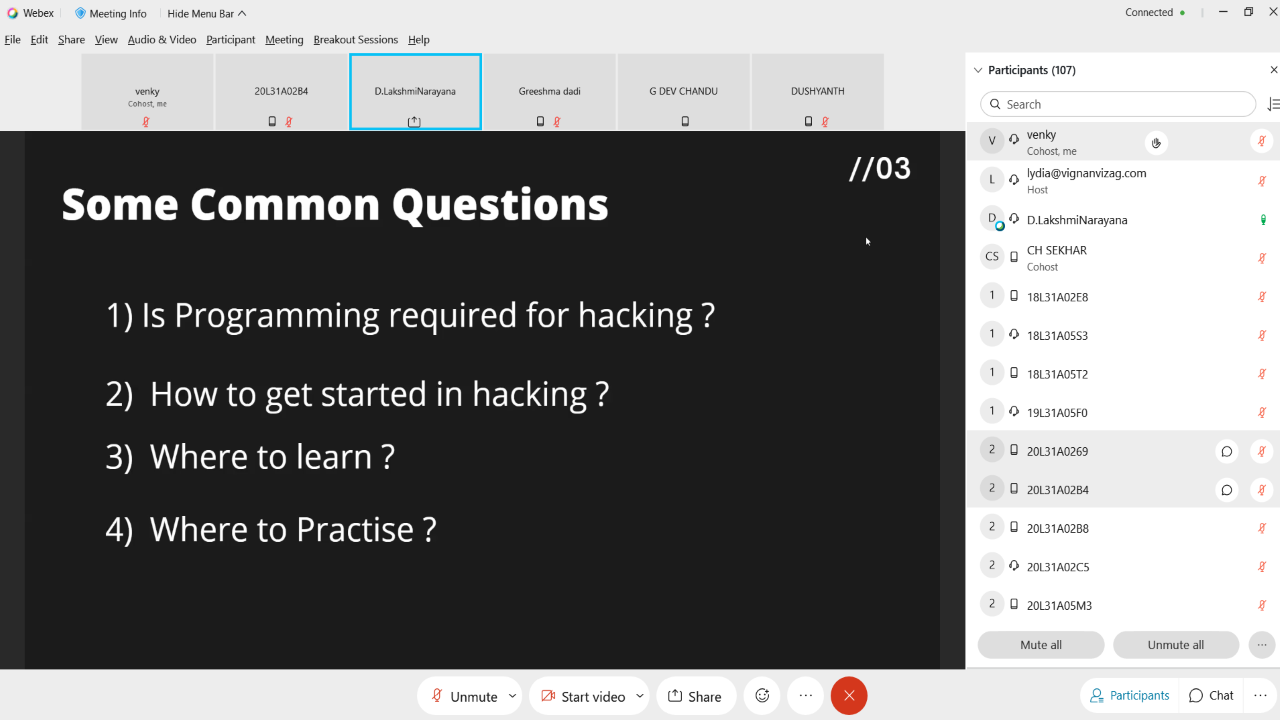 Webex Meeting Info Hide Menu Bar Connected
File Edit Share View Audio & Video Participant Meeting Breakout Sessions Help
venky
Cohost, me
20L31A02B4
D.LakshmiNarayana
Greeshma dadi
G DEV CHANDU
DUSHYANTH
//03
Some Common Questions
1) Is Programming required for hacking ?
2) How to get started in hacking ?
3) Where to learn ?
4) Where to Practise ?
Participants (107)
Search
V venky
Cohost, me
L lydia@vignanvizag.com
Host
D D.LakshmiNarayana
CS CH SEKHAR
Cohost
1 18L31A02E8
1 18L31A05S3
1 18L31A05T2
1 19L31A05F0
2 20L31A0269
2 20L31A02B4
2 20L31A02B8
2 20L31A02C5
2 20L31A05M3
Mute all Unmute all
Unmute Start video Share Participants Chat